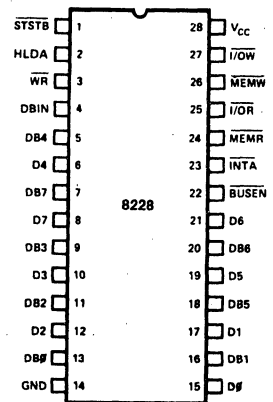 STSTB 1 28 VCC
HLDA 2 27 I/OW
WR 3 26 MEMW
DBIN 4 25 I/OR
DB4 5 24 MEMR
D4 6 23 INTA
DB7 7 22 BUSEN
8228
D7 8 21 D6
DB3 9 20 DB6
D3 10 19 D5
DB2 11 18 DB5
D2 12 17 D1
DBØ 13 16 DB1
GND 14 15 DØ